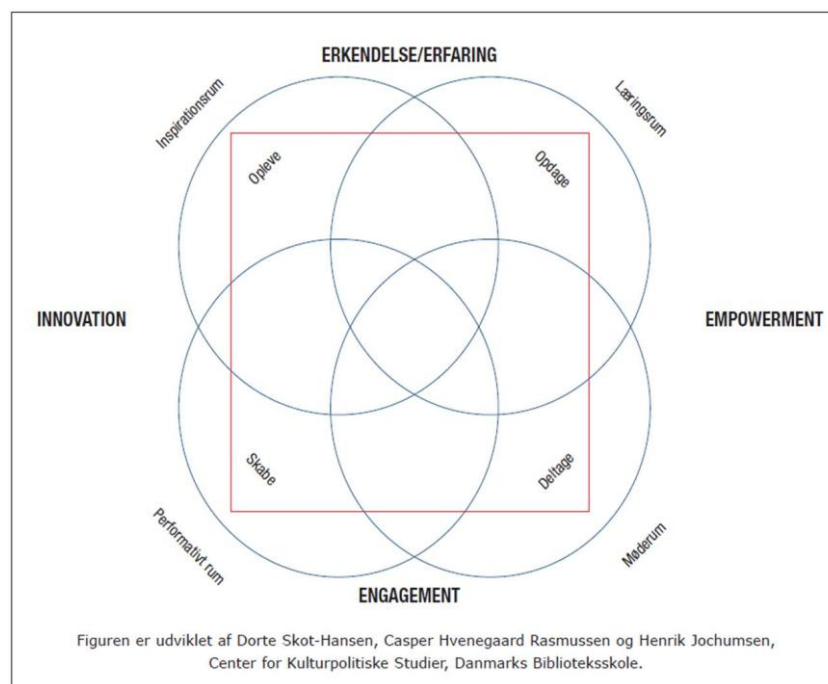 ERKENDELSE/ERFARING
Inspirationsrum
Læringsrum
Opleve
Opdage
INNOVATION
EMPOWERMENT
Skabe
Deltage
Performativt rum
Møderum
ENGAGEMENT
Figuren er udviklet af Dorte Skot-Hansen, Casper Hvenegaard Rasmussen og Henrik Jochumsen,
Center for Kulturpolitiske Studier, Danmarks Biblioteksskole.